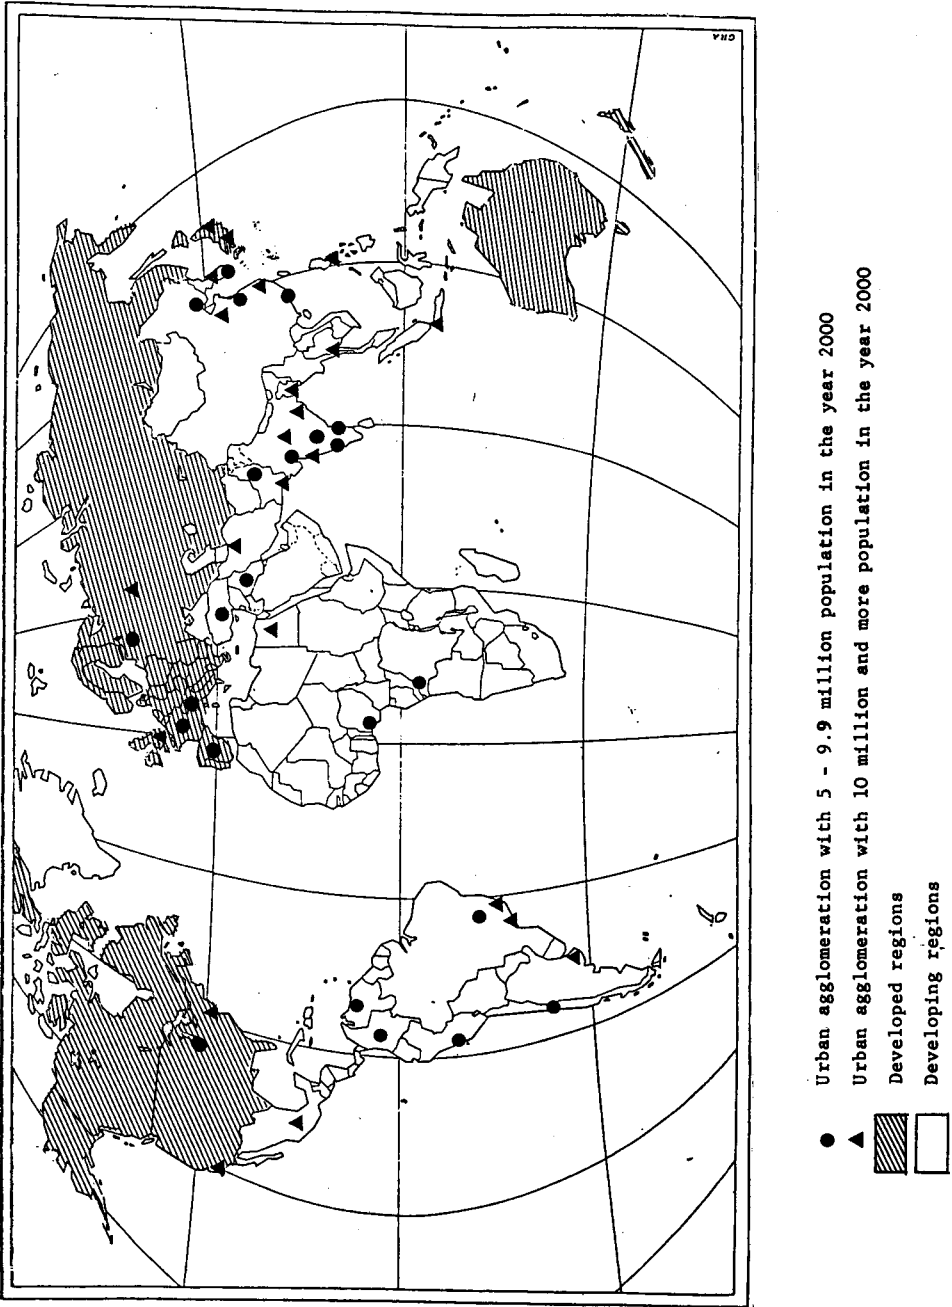 GHA
Urban agglomeration with 5 - 9.9 million population in the year 2000
Urban agglomeration with 10 million and more population in the year 2000
Developed regions
Developing regions